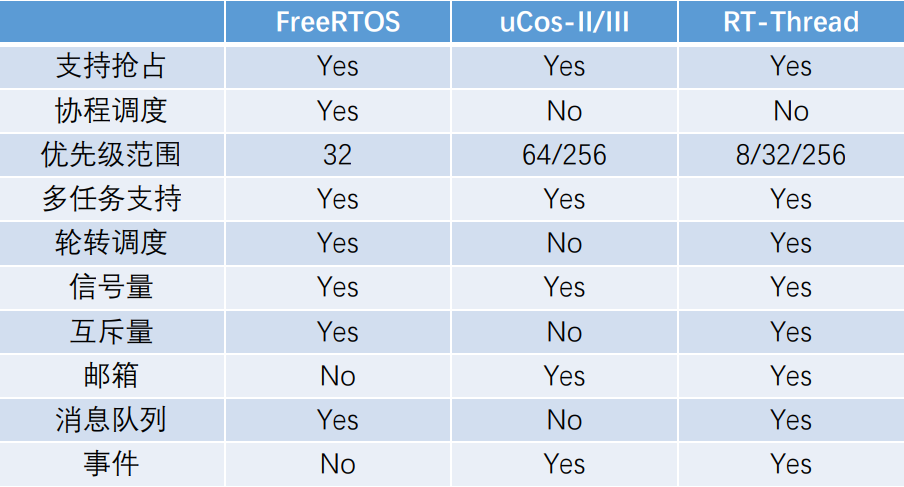 FreeRTOS uCos-II/III RT-Thread
支持抢占 Yes Yes Yes
协程调度 Yes No No
优先级范围 32 64/256 8/32/256
多任务支持 Yes Yes Yes
轮转调度 Yes No Yes
信号量 Yes Yes Yes
互斥量 Yes No Yes
邮箱 No Yes Yes
消息队列 Yes No Yes
事件 No Yes Yes